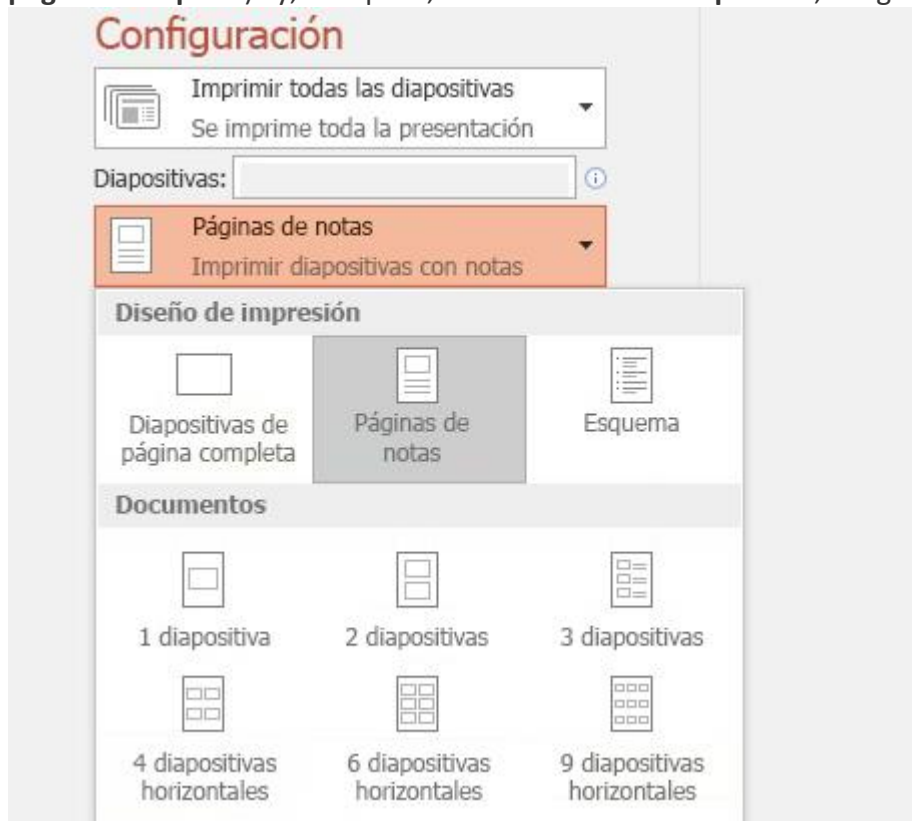 Configuración
Imprimir todas las diapositivas
Se imprime toda la presentación
Diapositivas:
Páginas de notas
Imprimir diapositivas con notas
Diseño de impresión
Diapositivas de
página completa
Páginas de
notas
Esquema
Documentos
1 diapositiva
2 diapositivas
3 diapositivas
4 diapositivas
horizontales
6 diapositivas
horizontales
9 diapositivas
horizontales